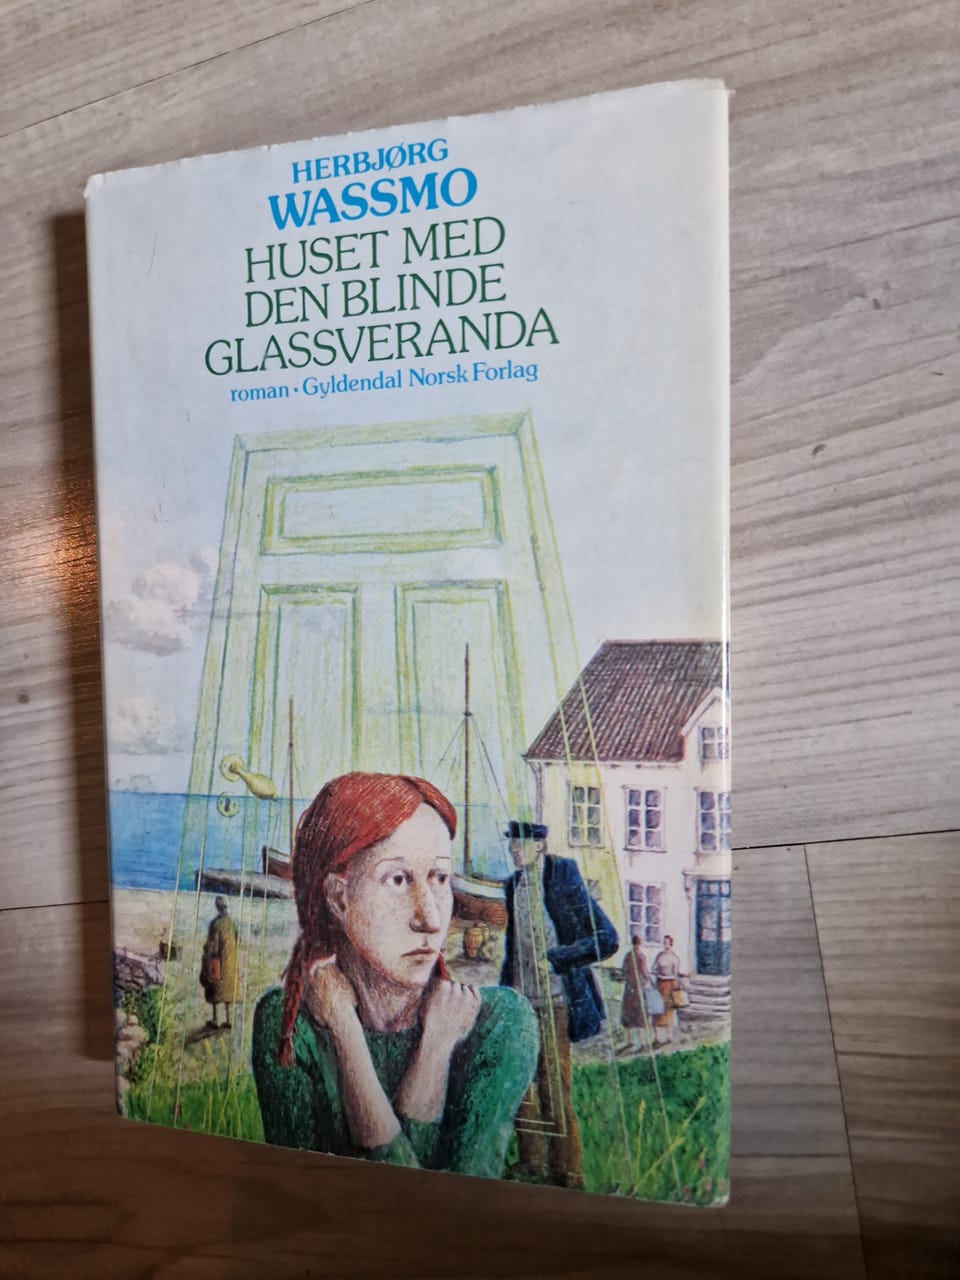 HERBJØRG
WASSMO
HUSET MED
DEN BLINDE
GLASSVERANDA
roman • Gyldendal Norsk Forlag